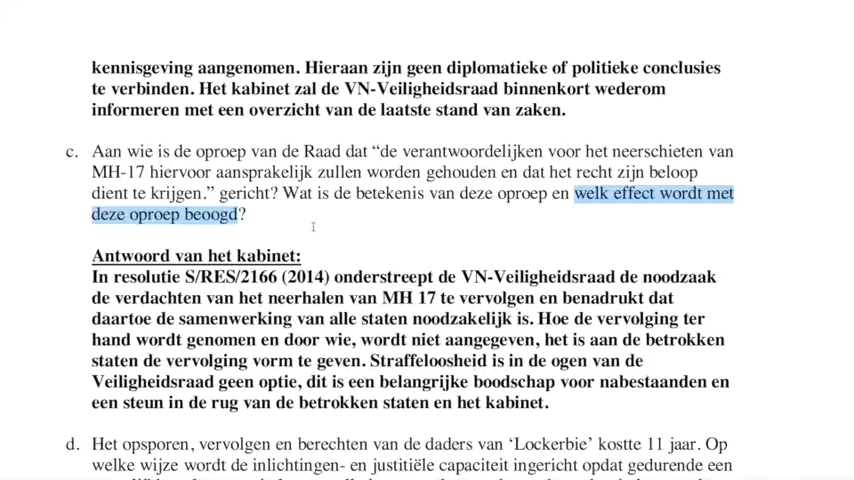 kennisgeving aangenomen. Hieraan zijn geen diplomatieke of politieke conclusies
te verbinden. Het kabinet zal de VN-Veiligheidsraad binnenkort wederom
informeren met een overzicht van de laatste stand van zaken.
c. Aan wie is de oproep van de Raad dat “de verantwoordelijken voor het neerschieten van
MH-17 hiervoor aansprakelijk zullen worden gehouden en dat het recht zijn beloop
dient te krijgen.” gericht? Wat is de betekenis van deze oproep en welk effect wordt met
deze oproep beoogd?
Antwoord van het kabinet:
In resolutie S/RES/2166 (2014) onderstreept de VN-Veiligheidsraad de noodzaak
de verdachten van het neerhalen van MH 17 te vervolgen en benadrukt dat
daartoe de samenwerking van alle staten noodzakelijk is. Hoe de vervolging ter
hand wordt genomen en door wie, wordt niet aangegeven, het is aan de betrokken
staten de vervolging vorm te geven. Straffeloosheid is in de ogen van de
Veiligheidsraad geen optie, dit is een belangrijke boodschap voor nabestaanden en
een steun in de rug van de betrokken staten en het kabinet.
d. Het opsporen, vervolgen en berechten van de daders van ‘Lockerbie’ kostte 11 jaar. Op
welke wijze wordt de inlichtingen- en justitiële capaciteit ingericht opdat gedurende een